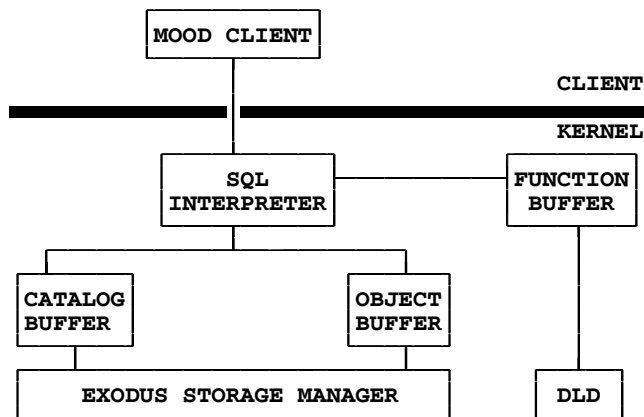 MOOD CLIENT
CLIENT
KERNEL
SQL
INTERPRETER
FUNCTION
BUFFER
CATALOG
BUFFER
OBJECT
BUFFER
EXODUS STORAGE MANAGER
DLD